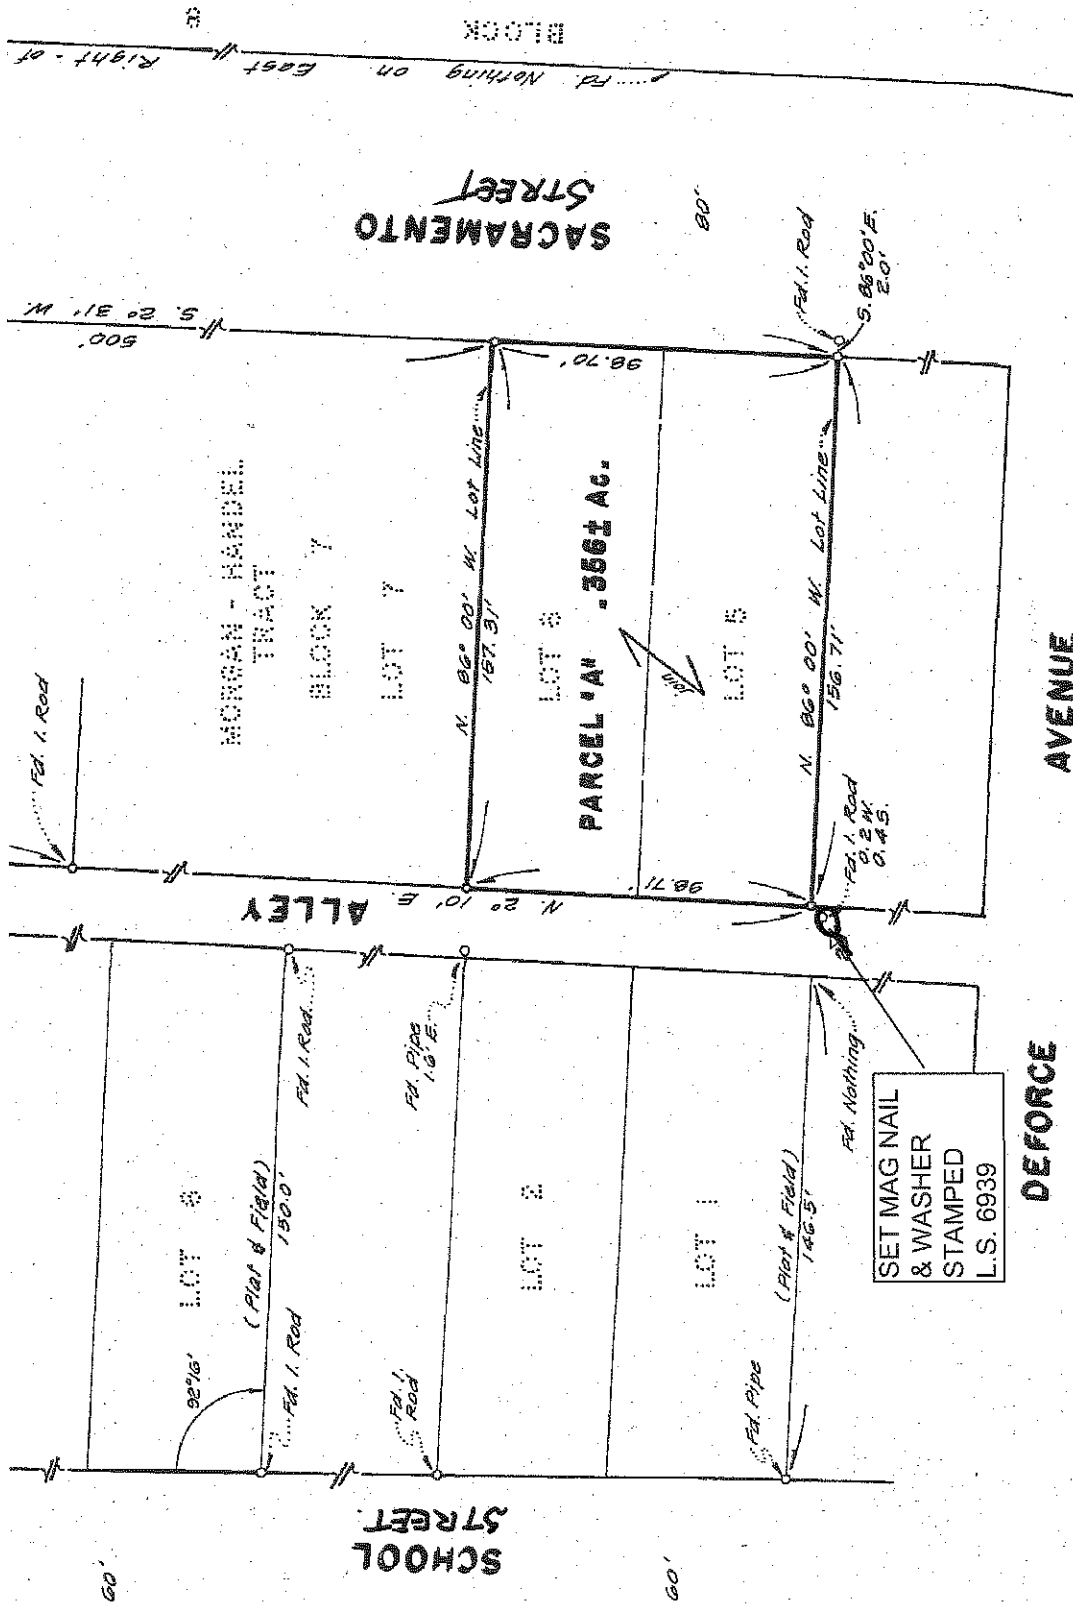 BLOCK
Fd. Nothing on East Right - of
SACRAMENTO
STREET
80'
S. 2° 31' W.
500'
Fd. I. Rod
S. 86° 00' E.
2.0'
98.70'
MORGAN - HANDEL
TRACT
BLOCK 7
LOT 7
N. 86° 00' W. Lot Line
157.31'
PARCEL "A" .356± Ac.
Join
LOT 5
N. 86° 00' W. Lot Line
156.71'
Fd. I. Rod
ALLEY
N. 2° 10' E.
98.71'
Fd. I. Rod
0.2 W.
0.4 S.
Fd. I. Rod
Fd. Pipe
1.6' E.
Fd. Nothing
(Plat & Field)
150.0'
92°16'
Fd. I. Rod
LOT 2
Fd. I.
Rod
LOT 1
(Plat & Field)
146.5'
Fd. Pipe
SET MAG NAIL
& WASHER
STAMPED
L.S. 6939
SCHOOL
STREET
60'
60'
DEFORCE AVENUE